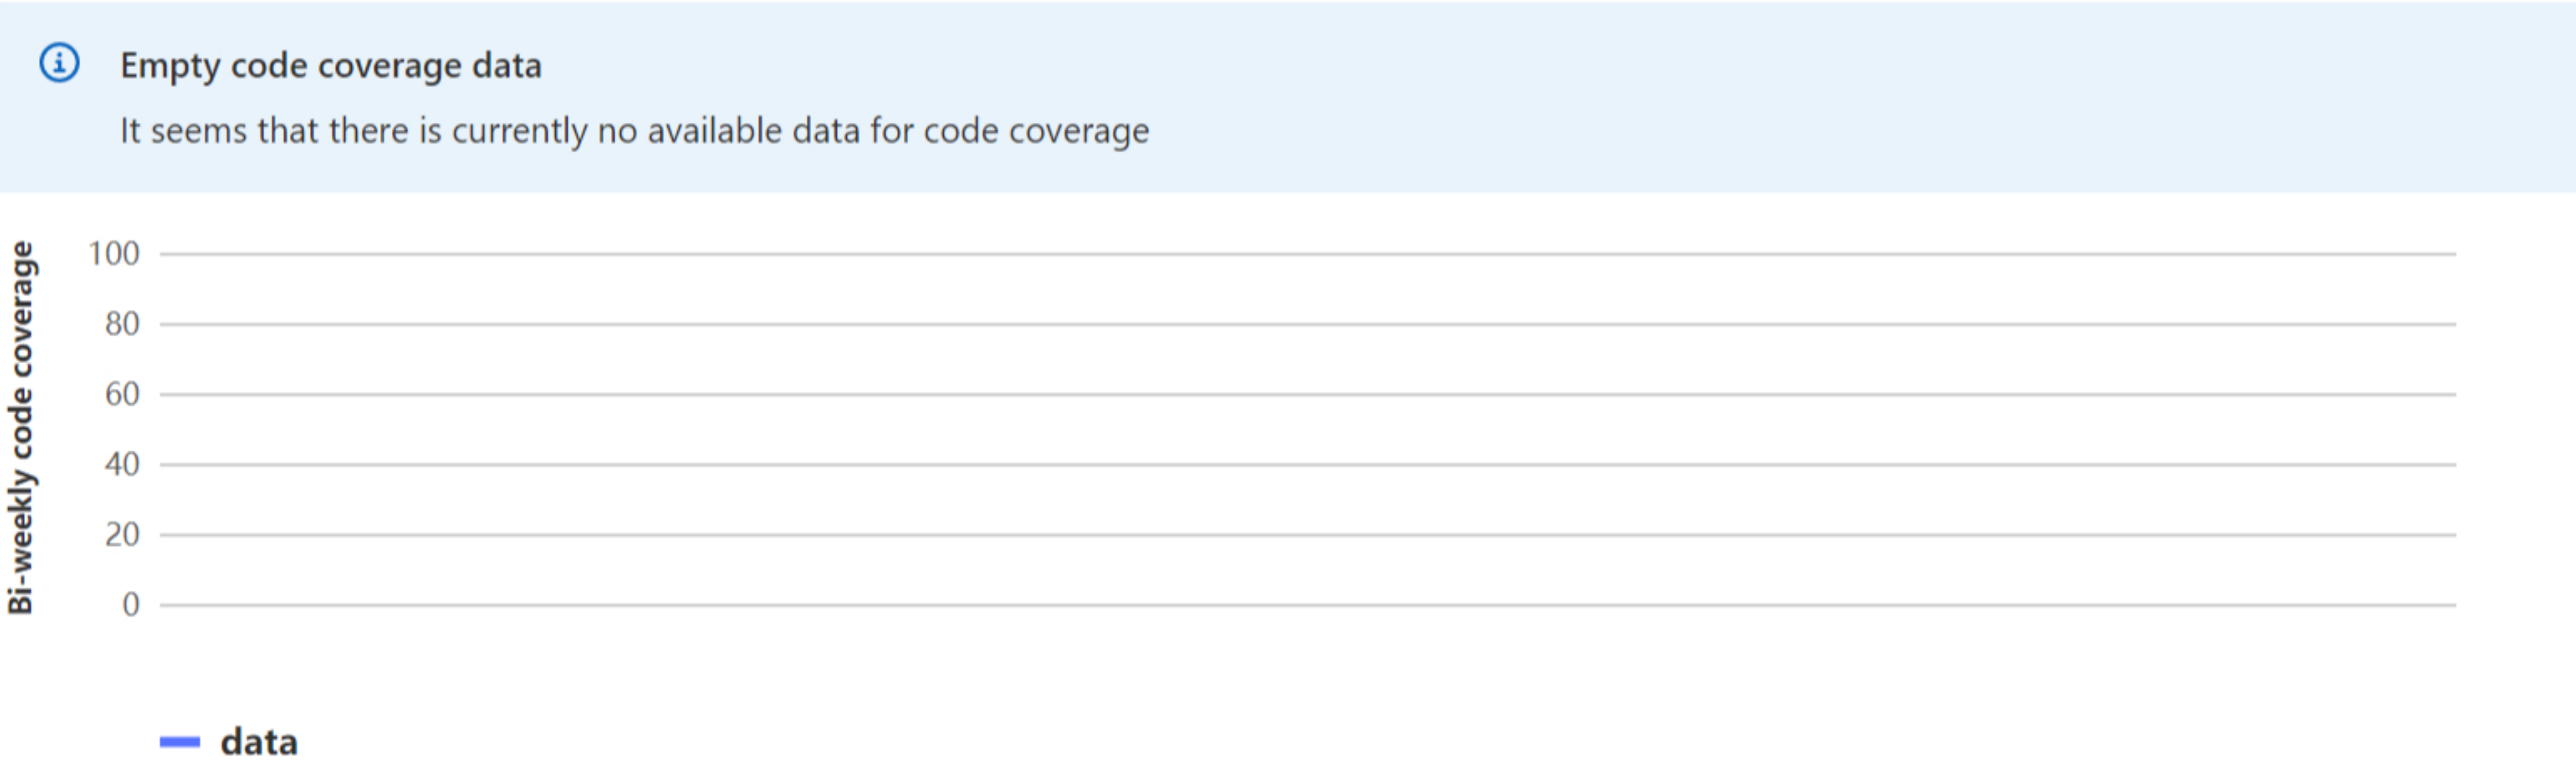 Empty code coverage data
It seems that there is currently no available data for code coverage
Bi-weekly code coverage
100
80
60
40
20
0
data